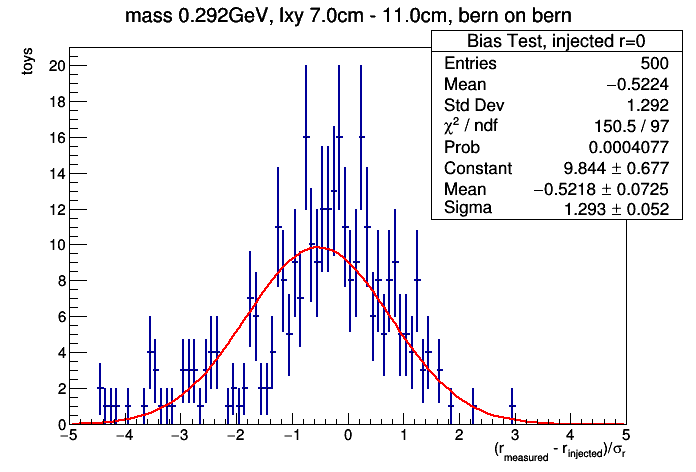 mass 0.292GeV, lxy 7.0cm - 11.0cm, bern on bern
toys
Bias Test, injected r=0
Entries 500
Mean −0.5224
Std Dev 1.292
χ² / ndf 150.5 / 97
Prob 0.0004077
Constant 9.844 ± 0.677
Mean −0.5218 ± 0.0725
Sigma 1.293 ± 0.052
20
18
16
14
12
10
8
6
4
2
0
−5 −4 −3 −2 −1 0 1 2 3 4 5
(r_measured - r_injected)/σ_r